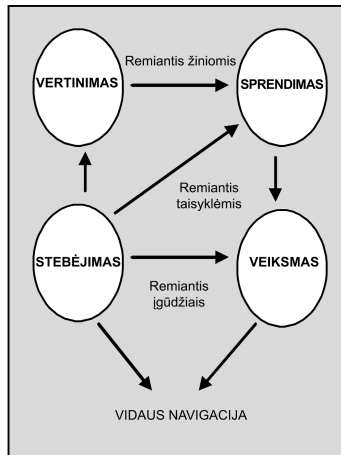 Remiantis žiniomis
VERTINIMAS
SPRENDIMAS
Remiantis
taisyklėmis
STEBĖJIMAS
VEIKSMAS
Remiantis
įgūdžiais
VIDAUS NAVIGACIJA